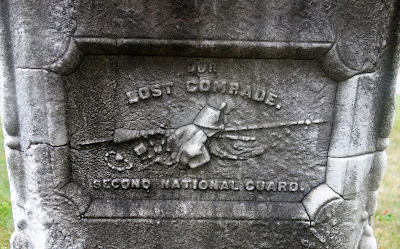 OUR
LOST COMRADE.
SECOND NATIONAL GUARD.